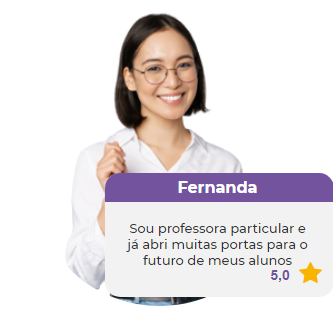 Fernanda
Sou professora particular e
já abri muitas portas para o
futuro de meus alunos
5,0